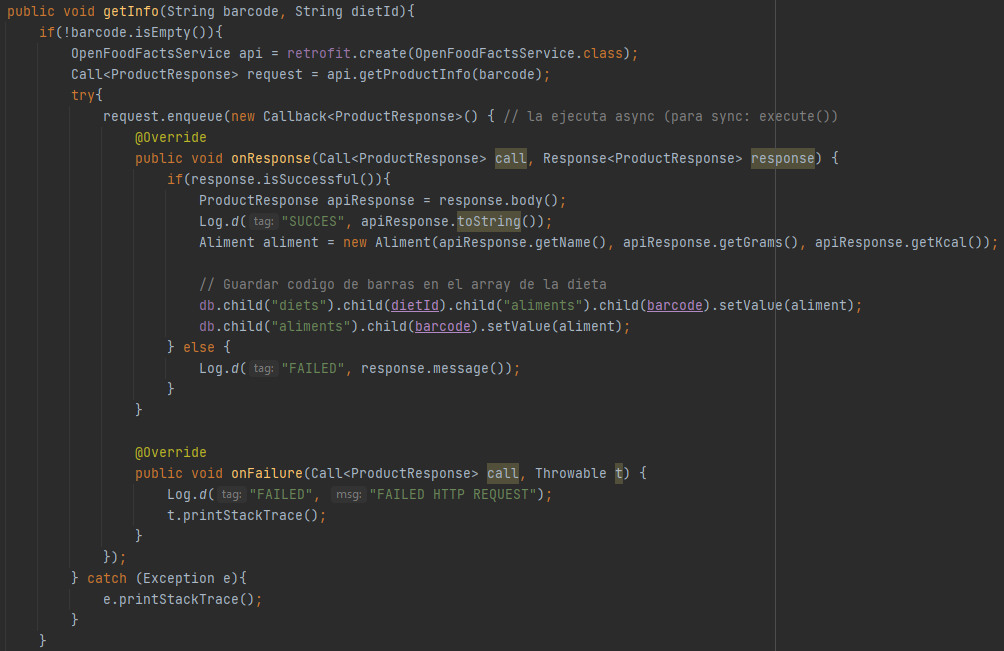 public void getInfo(String barcode, String dietId){
if(!barcode.isEmpty()){
OpenFoodFactsService api = retrofit.create(OpenFoodFactsService.class);
Call<ProductResponse> request = api.getProductInfo(barcode);
try{
request.enqueue(new Callback<ProductResponse>() { // la ejecuta async (para sync: execute())
@Override
public void onResponse(Call<ProductResponse> call, Response<ProductResponse> response) {
if(response.isSuccessful()){
ProductResponse apiResponse = response.body();
Log.d( tag: "SUCCES", apiResponse.toString());
Aliment aliment = new Aliment(apiResponse.getName(), apiResponse.getGrams(), apiResponse.getKcal());
// Guardar codigo de barras en el array de la dieta
db.child("diets").child(dietId).child("aliments").child(barcode).setValue(aliment);
db.child("aliments").child(barcode).setValue(aliment);
} else {
Log.d( tag: "FAILED", response.message());
}
}
@Override
public void onFailure(Call<ProductResponse> call, Throwable t) {
Log.d( tag: "FAILED", msg: "FAILED HTTP REQUEST");
t.printStackTrace();
}
});
} catch (Exception e){
e.printStackTrace();
}
}